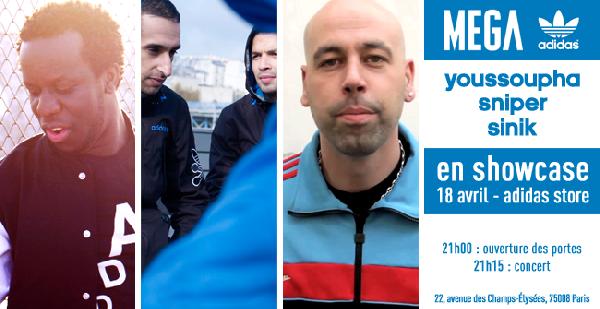 MEGA
adidas
youssoupha
sniper
sinik
en showcase
18 avril - adidas store
21h00 : ouverture des portes
21h15 : concert
22, avenue des Champs-Élysées, 75008 Paris
adidas
A
D